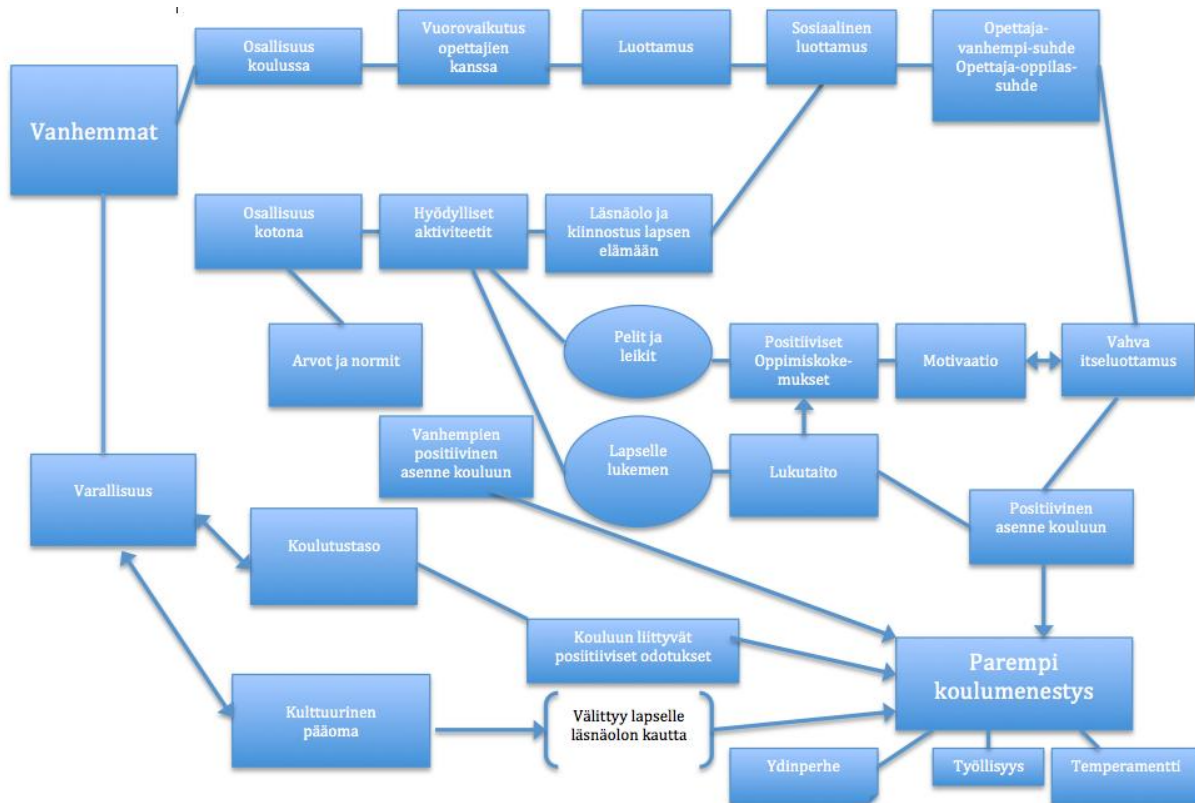 Vanhemmat
Osallisuus
koulussa
Vuorovaikutus
opettajien
kanssa
Luottamus
Sosiaalinen
luottamus
Opettaja-
vanhempi-suhde
Opettaja-oppilas-
suhde
Osallisuus
kotona
Hyödylliset
aktiviteetit
Läsnäolo ja
kiinnostus lapsen
elämään
Arvot ja normit
Pelit ja
leikit
Positiiviset
Oppimiskoke-
mukset
Motivaatio
Vahva
itseluottamus
Vanhempien
positiivinen
asenne kouluun
Lapselle
lukemen
Lukutaito
Positiivinen
asenne kouluun
Varallisuus
Koulutustaso
Kouluun liittyvät
posiitiiviset odotukset
Parempi
koulumenestys
Kulttuurinen
pääoma
Välittyy lapselle
läsnäolon kautta
Ydinperhe
Työllisyys
Temperamentti